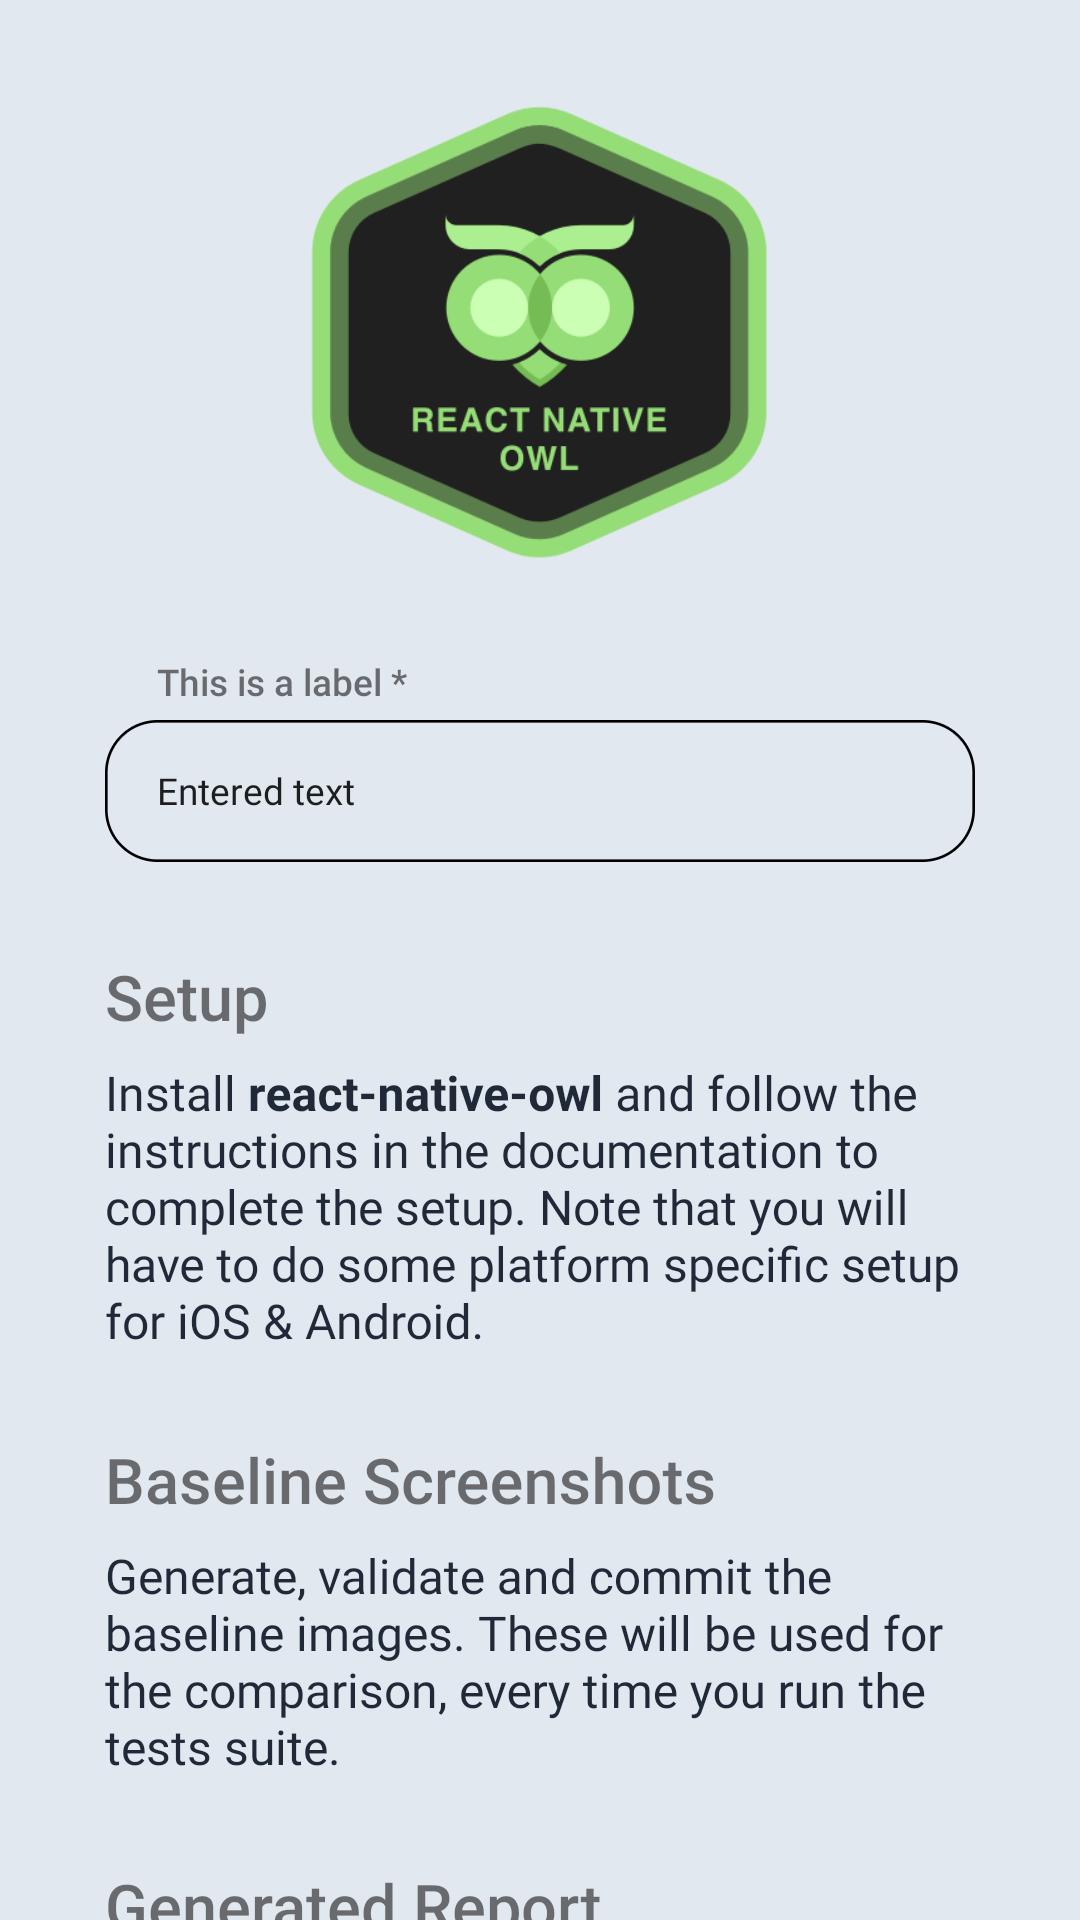 REACT NATIVE
OWL
This is a label *
Entered text
Setup
Install react-native-owl and follow the
instructions in the documentation to
complete the setup. Note that you will
have to do some platform specific setup
for iOS & Android.
Baseline Screenshots
Generate, validate and commit the
baseline images. These will be used for
the comparison, every time you run the
tests suite.
Generated Report